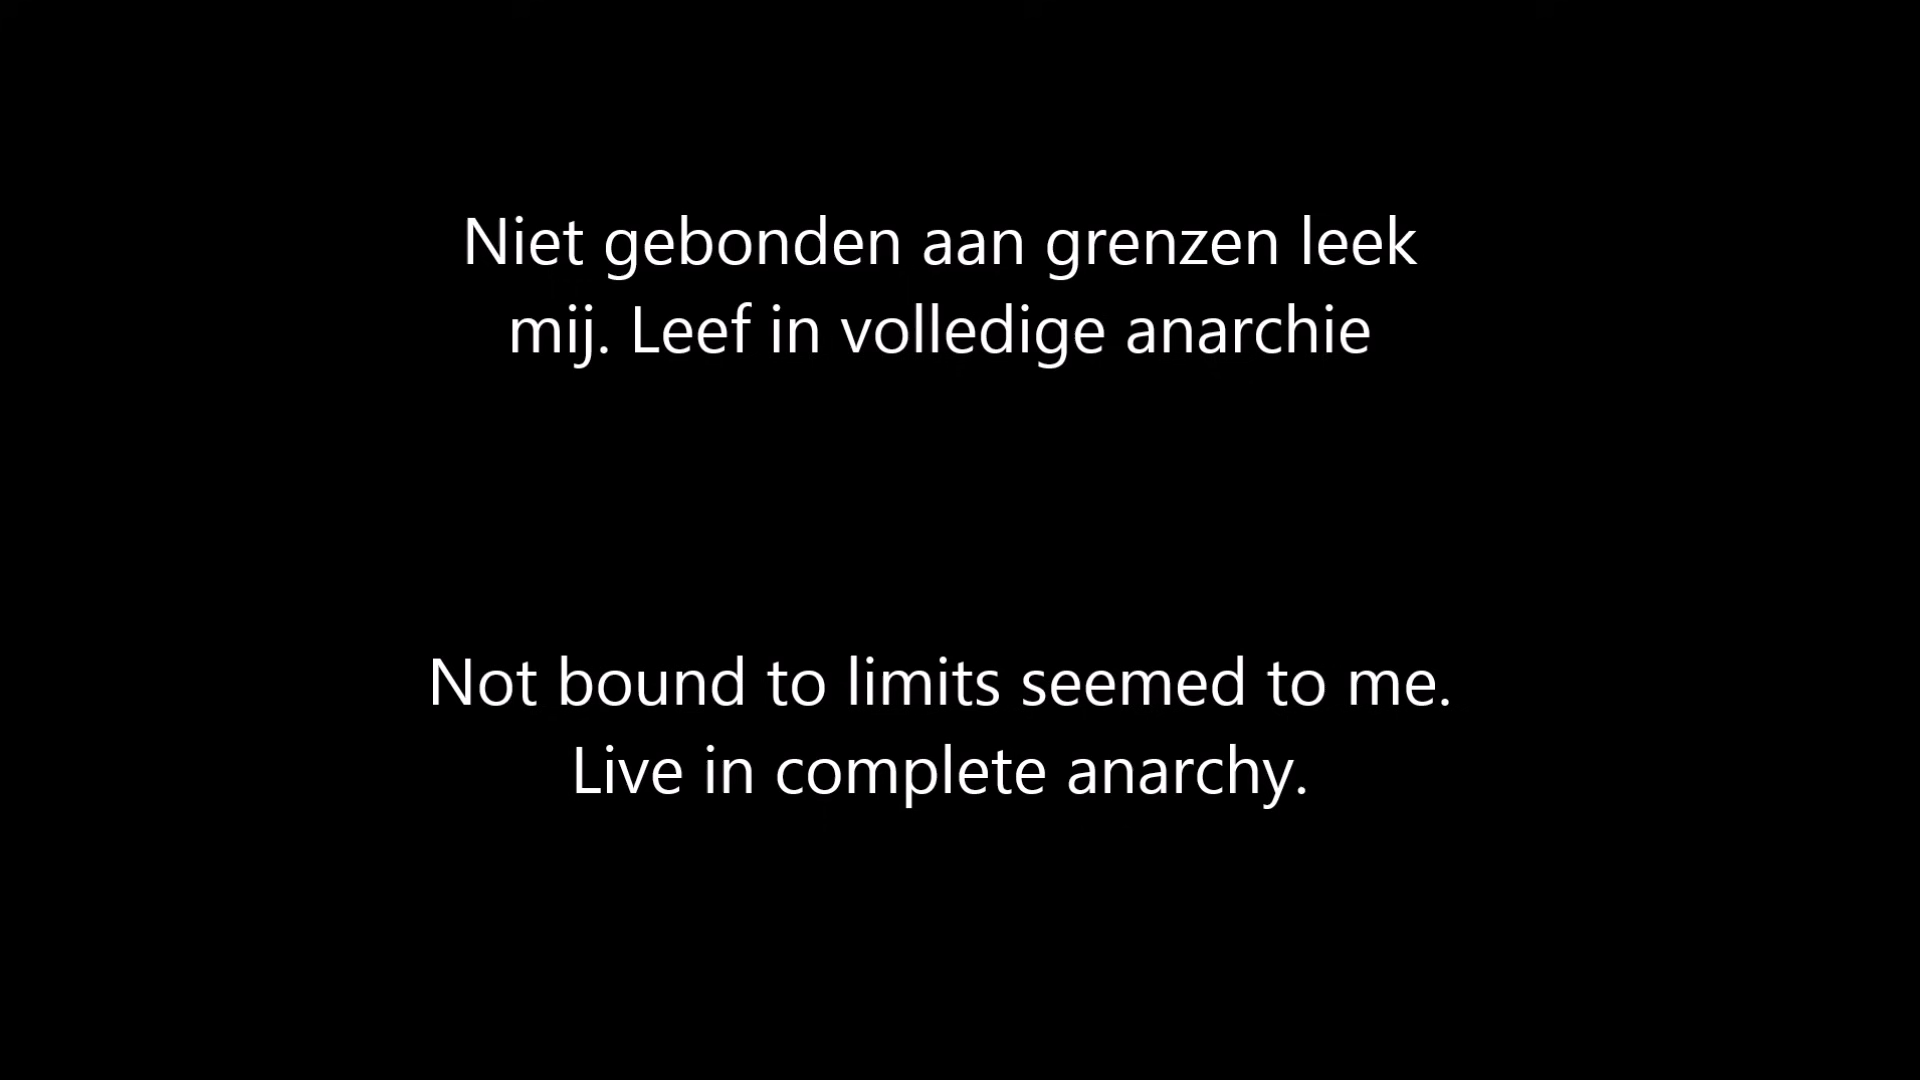 Niet gebonden aan grenzen leek
mij. Leef in volledige anarchie
Not bound to limits seemed to me.
Live in complete anarchy.